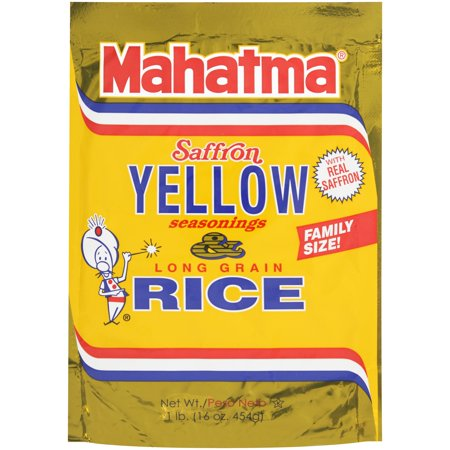 Mahatma®
Saffron
YELLOW
seasonings
WITH
REAL
SAFFRON
FAMILY
SIZE!
LONG GRAIN
RICE
®
Net Wt./Peso Neto
1 lb. (16 oz. 454g)